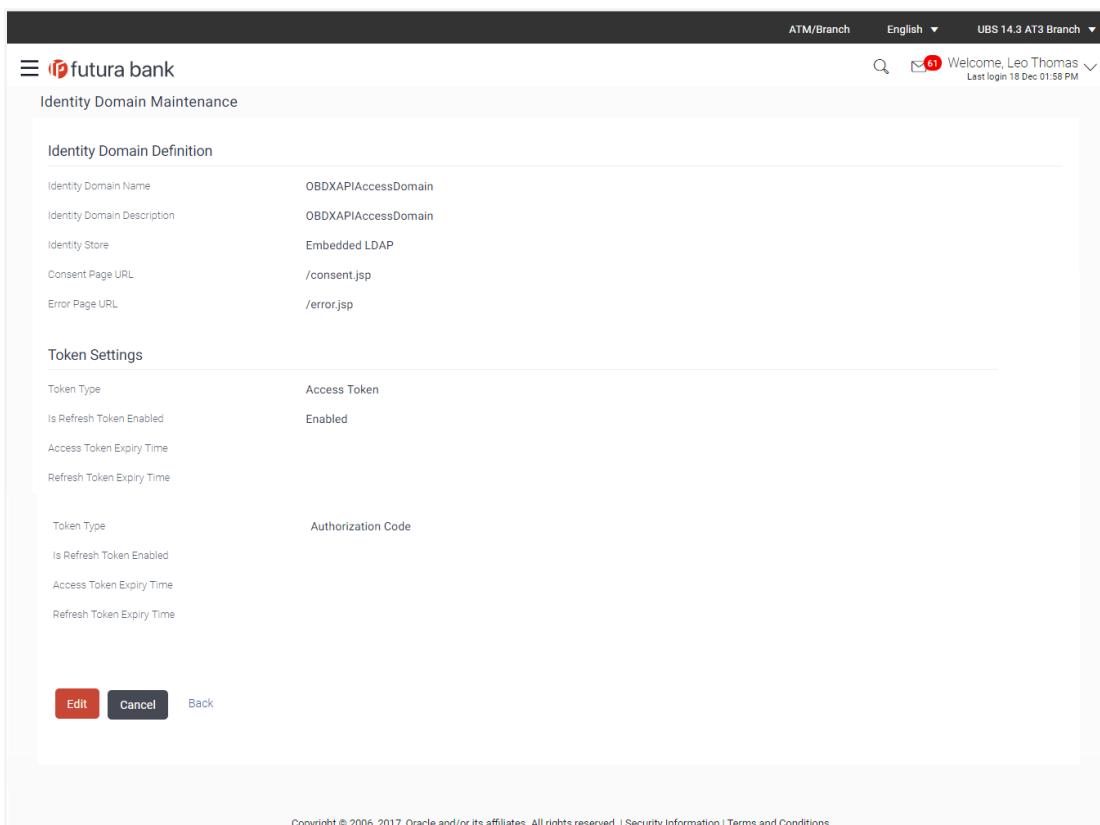 ATM/Branch English UBS 14.3 AT3 Branch
futura bank 61 Welcome, Leo Thomas
Last login 18 Dec 01:58 PM
Identity Domain Maintenance
Identity Domain Definition
Identity Domain Name OBDXAPIAccessDomain
Identity Domain Description OBDXAPIAccessDomain
Identity Store Embedded LDAP
Consent Page URL /consent.jsp
Error Page URL /error.jsp
Token Settings
Token Type Access Token
Is Refresh Token Enabled Enabled
Access Token Expiry Time
Refresh Token Expiry Time
Token Type Authorization Code
Is Refresh Token Enabled
Access Token Expiry Time
Refresh Token Expiry Time
Edit Cancel Back
Copyright © 2006, 2017, Oracle and/or its affiliates. All rights reserved. | Security Information | Terms and Conditions